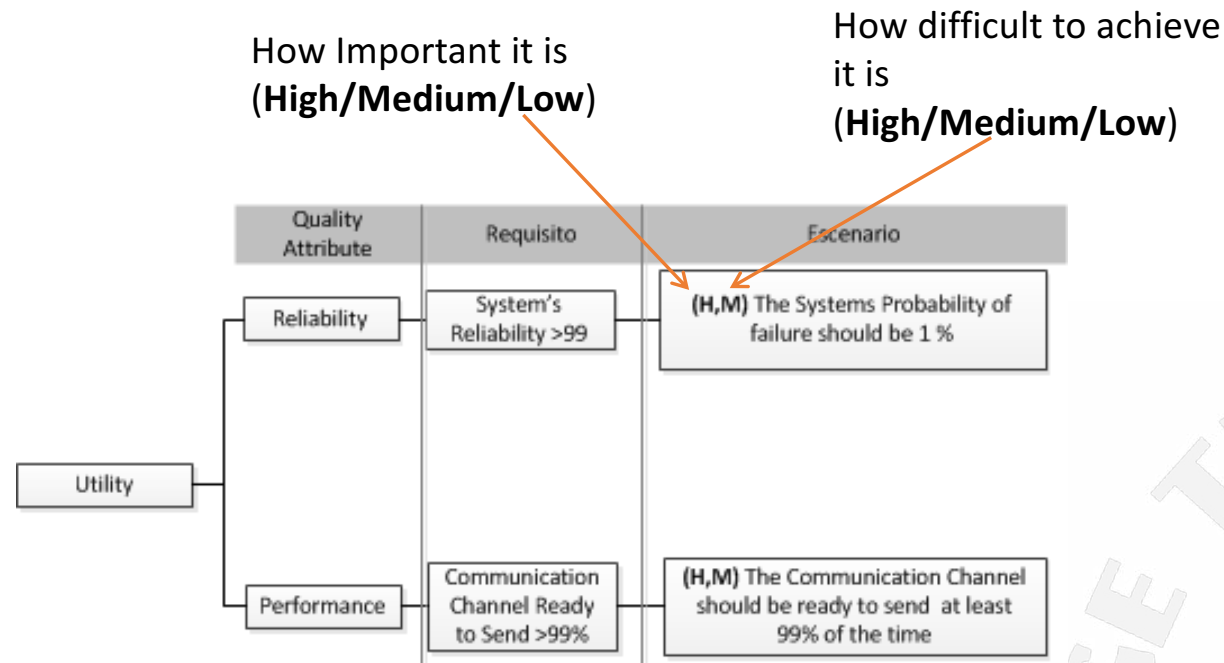 How Important it is
(High/Medium/Low)
How difficult to achieve
it is
(High/Medium/Low)
Quality
Attribute
Requisito
Escenario
Reliability
System's
Reliability >99
(H,M) The Systems Probability of
failure should be 1 %
Utility
Performance
Communication
Channel Ready
to Send >99%
(H,M) The Communication Channel
should be ready to send at least
99% of the time